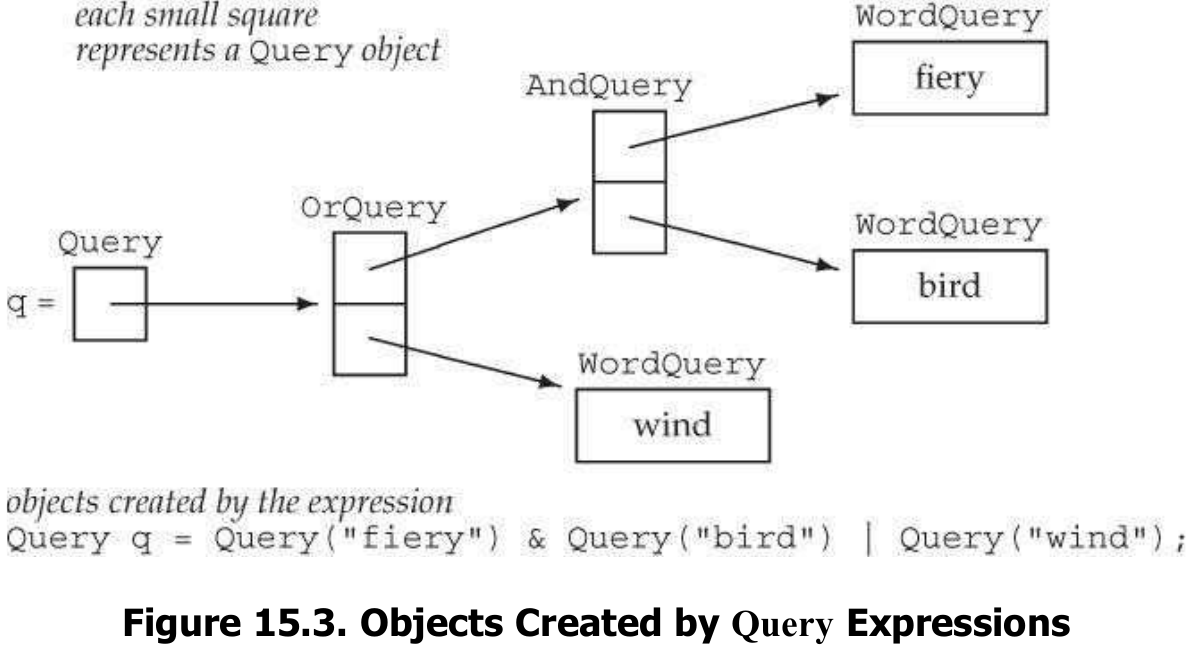 each small square
represents a Query object
WordQuery
fiery
AndQuery
OrQuery
WordQuery
Query
bird
q =
WordQuery
wind
objects created by the expression
Query q = Query("fiery") & Query("bird") | Query("wind");
Figure 15.3. Objects Created by Query Expressions